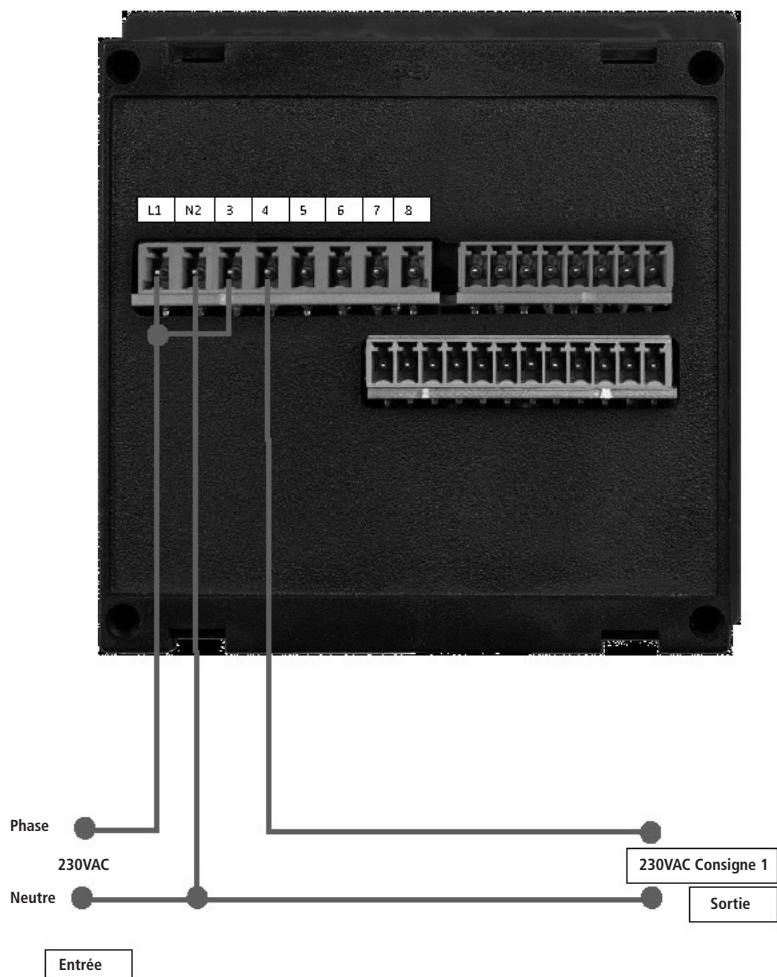 L1 N2 3 4 5 6 7 8
Phase
230VAC
230VAC Consigne 1
Neutre
Sortie
Entrée